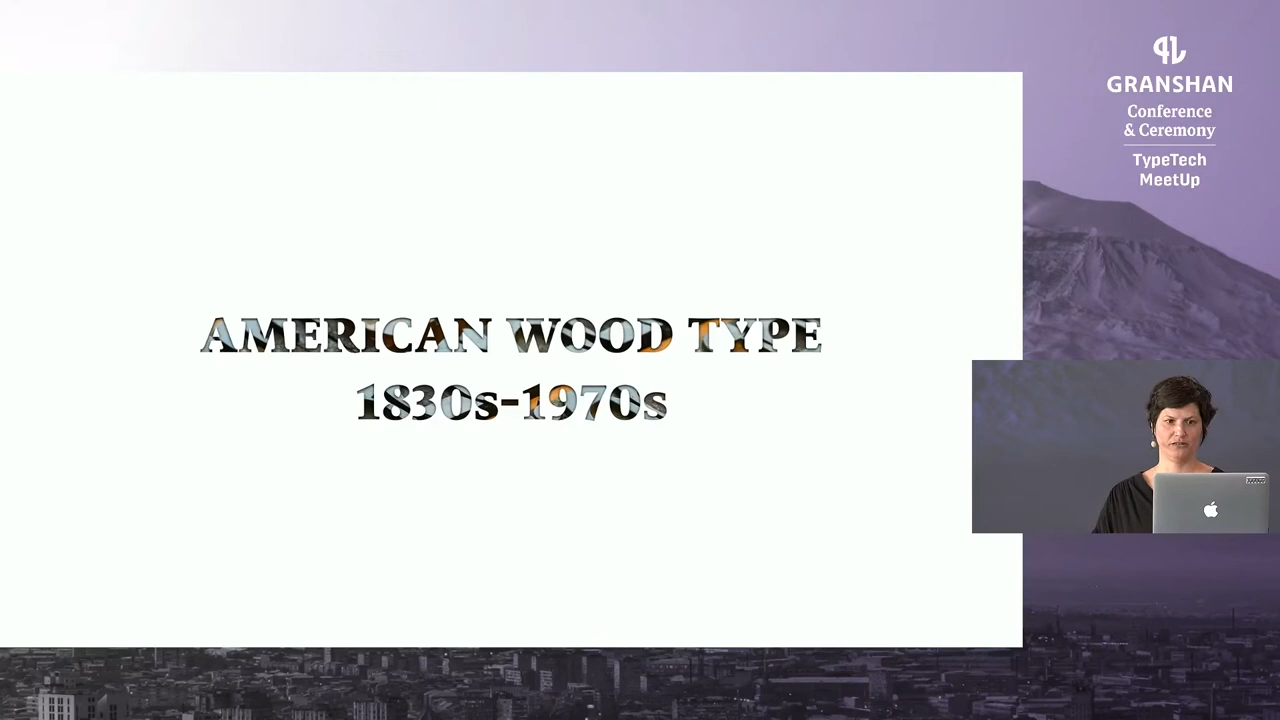 AMERICAN WOOD TYPE
1830s-1970s
GRANSHAN
Conference
& Ceremony
TypeTech
MeetUp